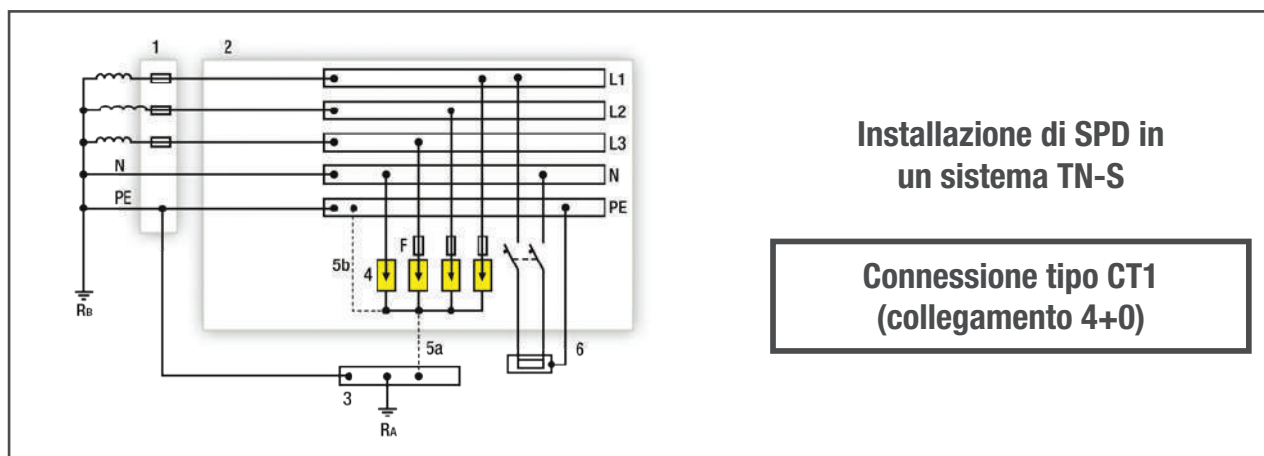 1
2
L1
L2
L3
N
N
PE
PE
F
5b
4
RB
5a
6
3
RA
Installazione di SPD in
un sistema TN-S
Connessione tipo CT1
(collegamento 4+0)